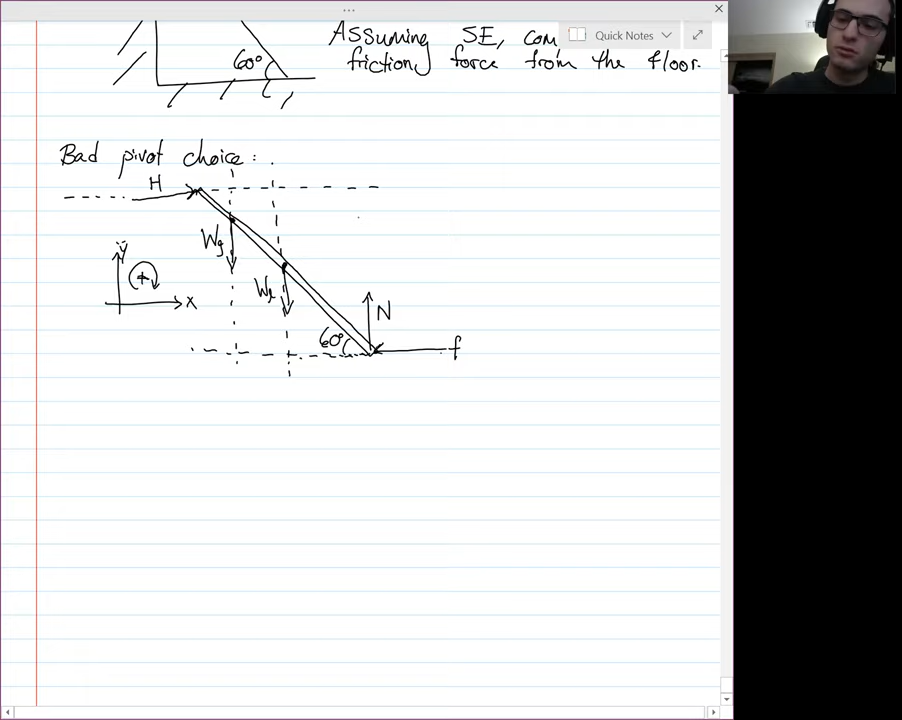 Quick Notes
Assuming SE, com
friction force from the floor.
60°
Bad pivot choice:
H
Wg
y
+
Wl
x
N
60°
f